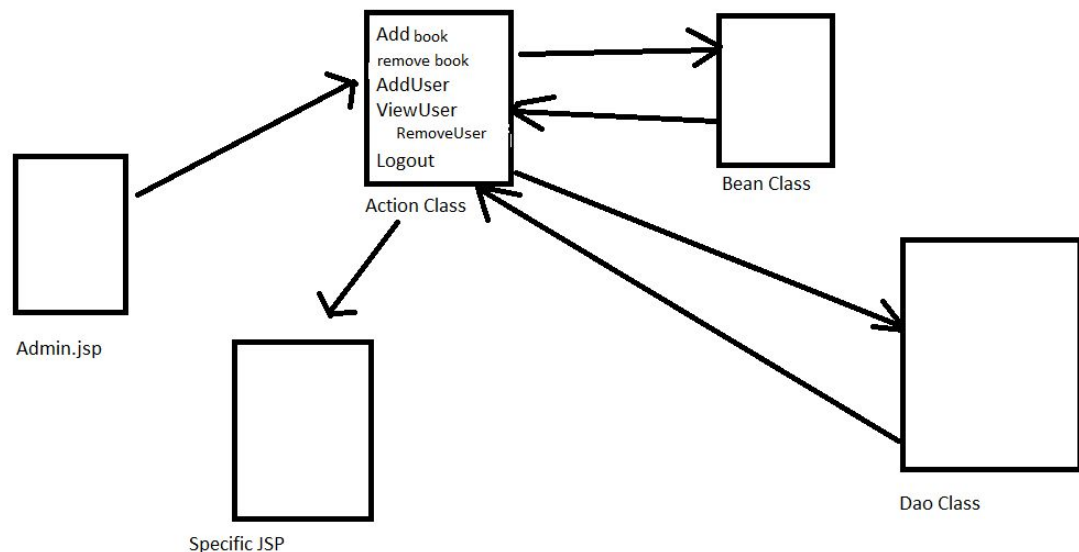 Add book
remove book
AddUser
ViewUser
RemoveUser
Logout
Action Class
Bean Class
Admin.jsp
Dao Class
Specific JSP